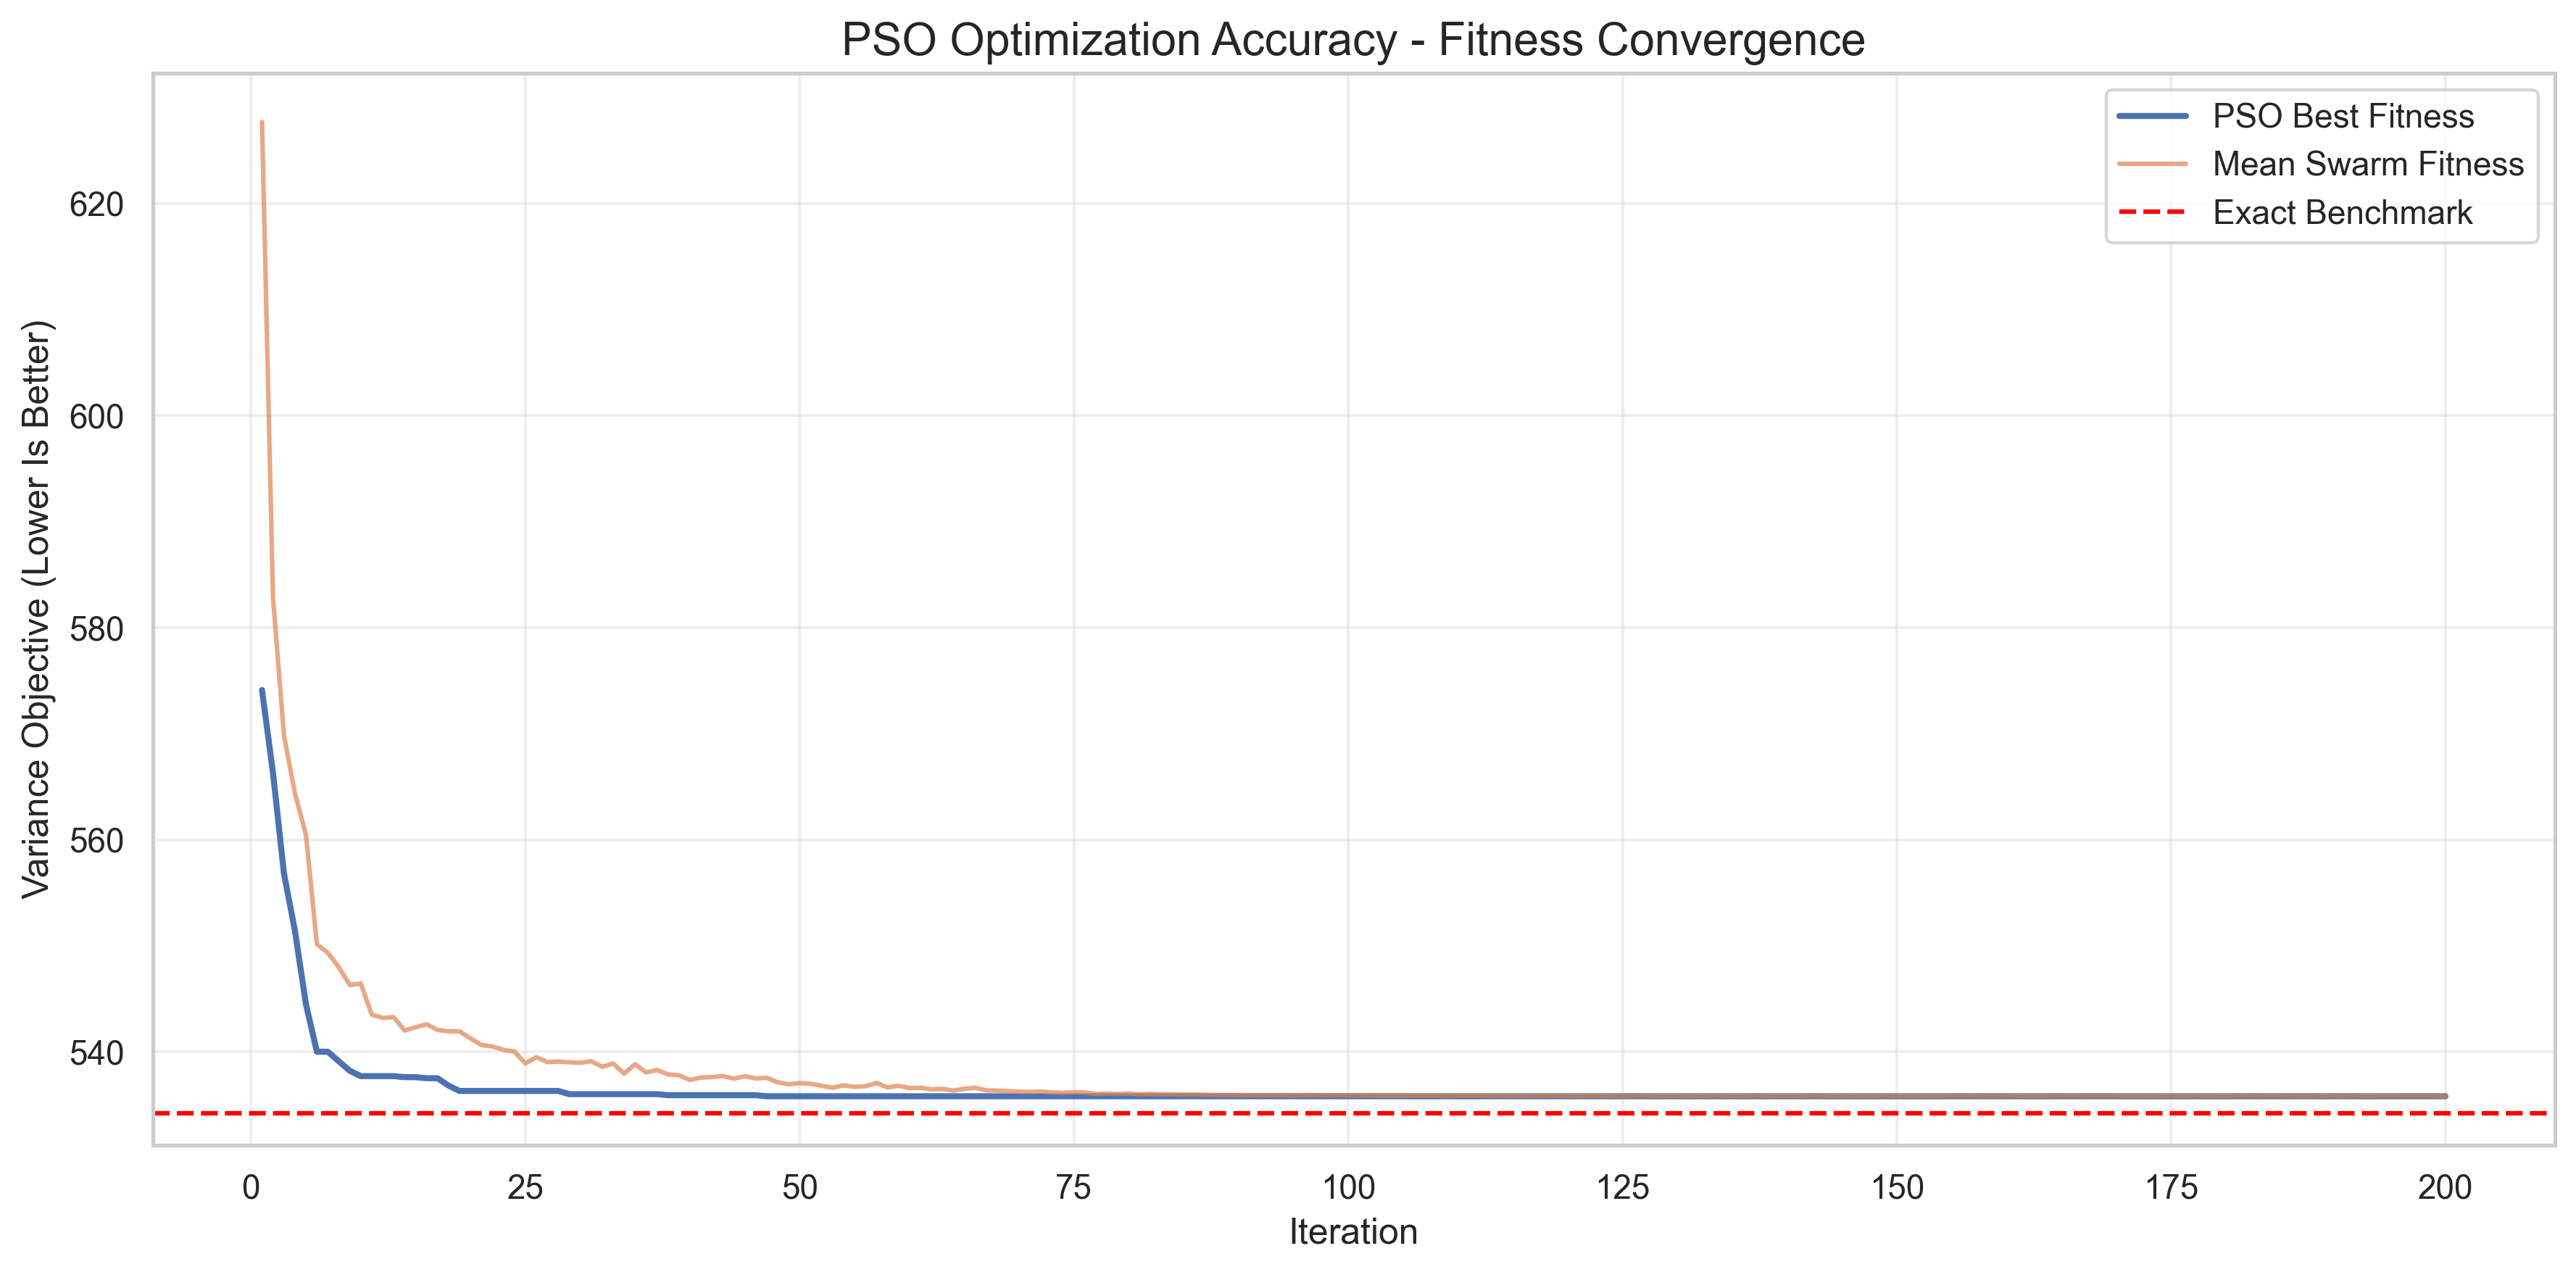 PSO Optimization Accuracy - Fitness Convergence
PSO Best Fitness
Mean Swarm Fitness
Exact Benchmark
Variance Objective (Lower Is Better)
620
600
580
560
540
0 25 50 75 100 125 150 175 200
Iteration